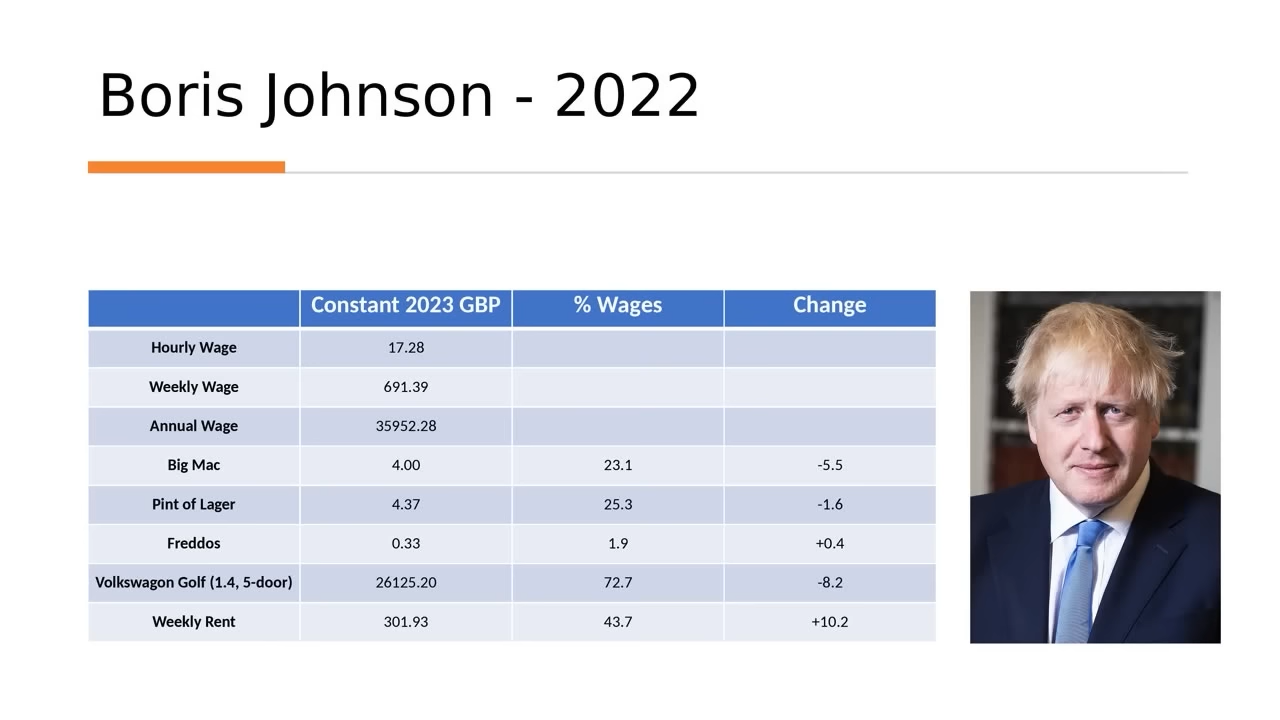 Boris Johnson - 2022
Constant 2023 GBP % Wages Change
Hourly Wage 17.28
Weekly Wage 691.39
Annual Wage 35952.28
Big Mac 4.00 23.1 -5.5
Pint of Lager 4.37 25.3 -1.6
Freddos 0.33 1.9 +0.4
Volkswagon Golf (1.4, 5-door) 26125.20 72.7 -8.2
Weekly Rent 301.93 43.7 +10.2